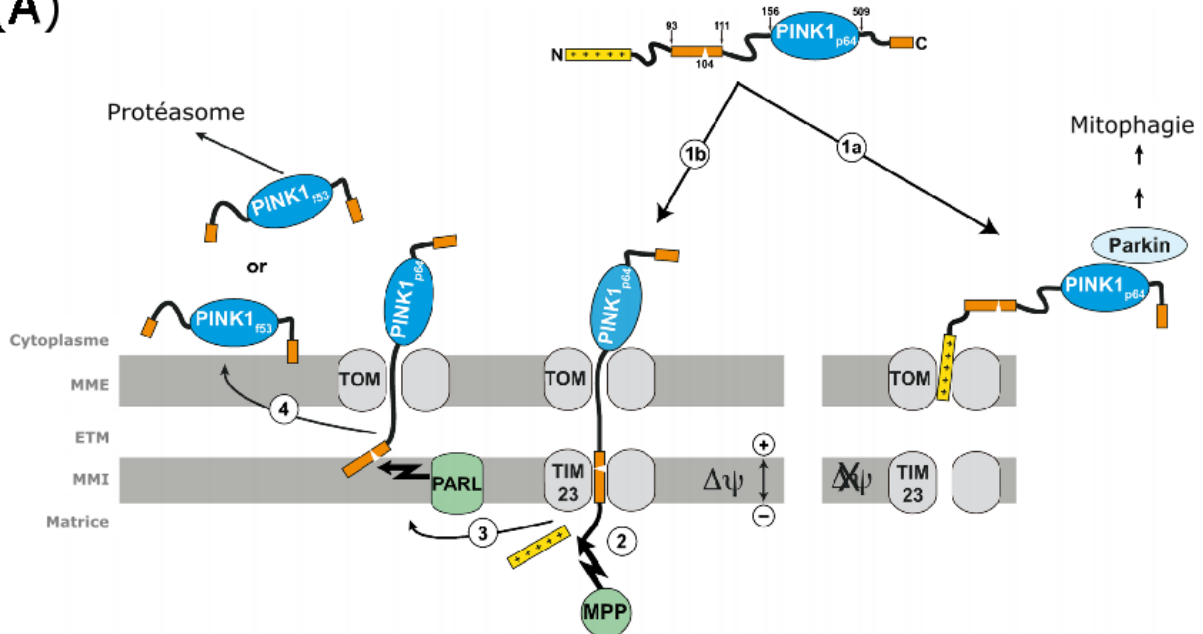 (A)
156
509
93
111
PINK1p64
N
+ + + + +
C
104
Protéasome
Mitophagie
1b
1a
PINK1f53
Parkin
or
PINK1p64
PINK1p64
PINK1p64
PINK1f53
+ + + + +
Cytoplasme
TOM
TOM
TOM
MME
4
ETM
+
MMI
PARL
TIM
23
Δψ
Δψ
TIM
23
−
Matrice
3
+ + + + +
2
MPP